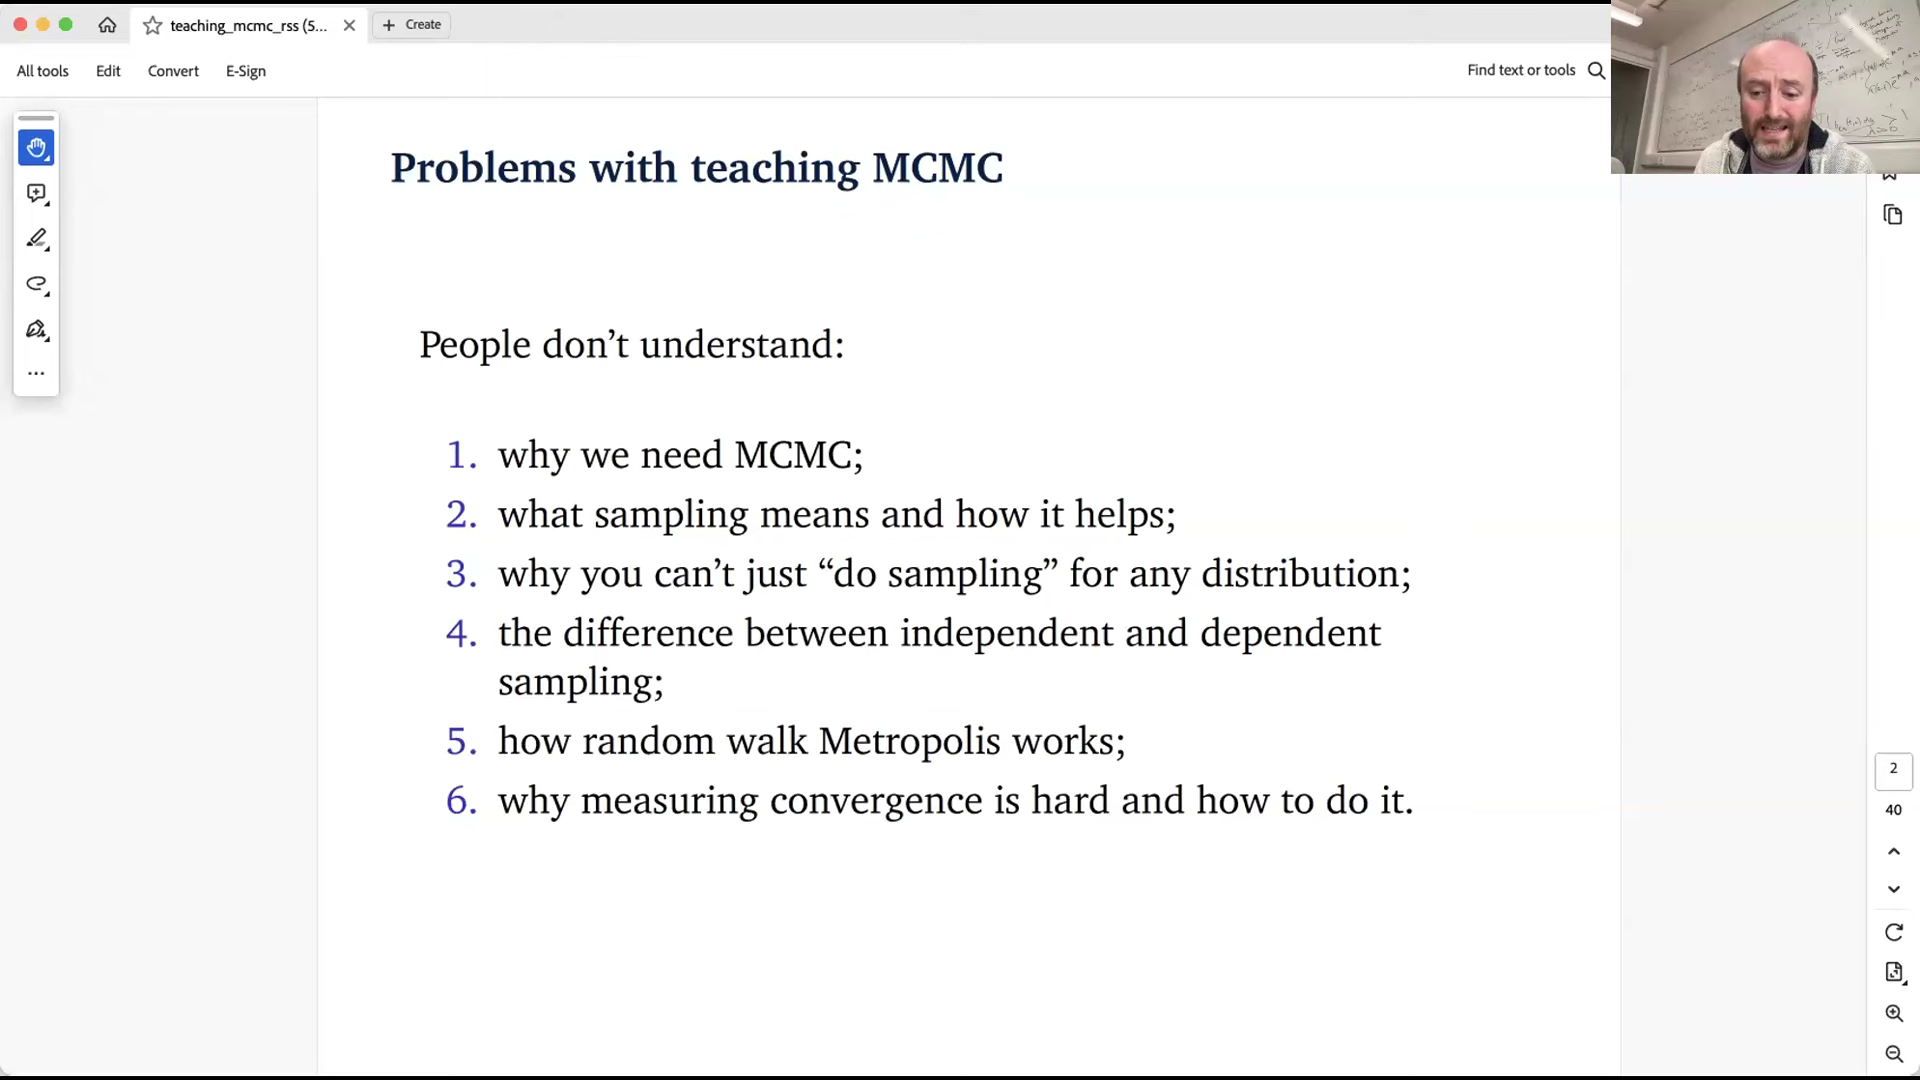 teaching_mcmc_rss (5...
Create
All tools
Edit
Convert
E-Sign
Find text or tools
Problems with teaching MCMC
People don’t understand:
1. why we need MCMC;
2. what sampling means and how it helps;
3. why you can’t just “do sampling” for any distribution;
4. the difference between independent and dependent
sampling;
5. how random walk Metropolis works;
6. why measuring convergence is hard and how to do it.
2
40